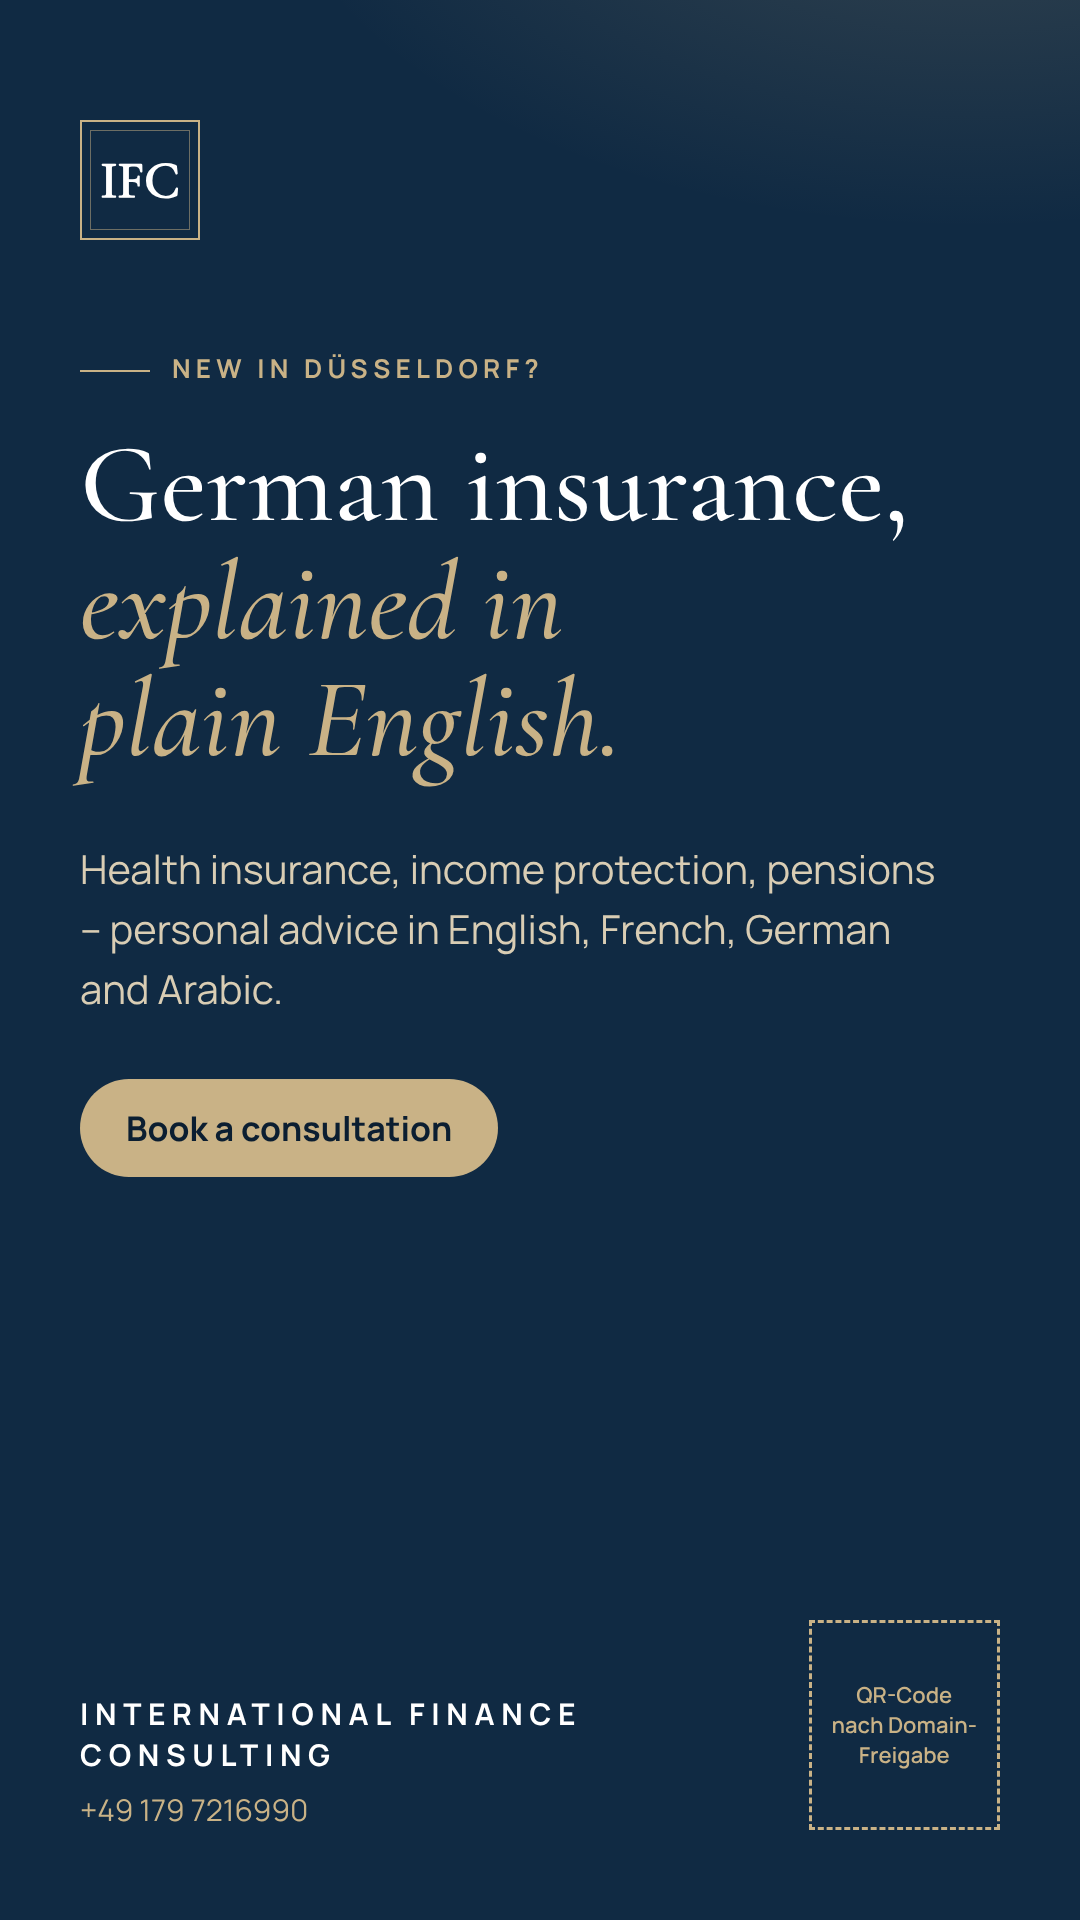 IFC
NEW IN DÜSSELDORF?
German insurance,
explained in
plain English.
Health insurance, income protection, pensions
– personal advice in English, French, German
and Arabic.
Book a consultation
INTERNATIONAL FINANCE
CONSULTING
+49 179 7216990
QR-Code
nach Domain-
Freigabe